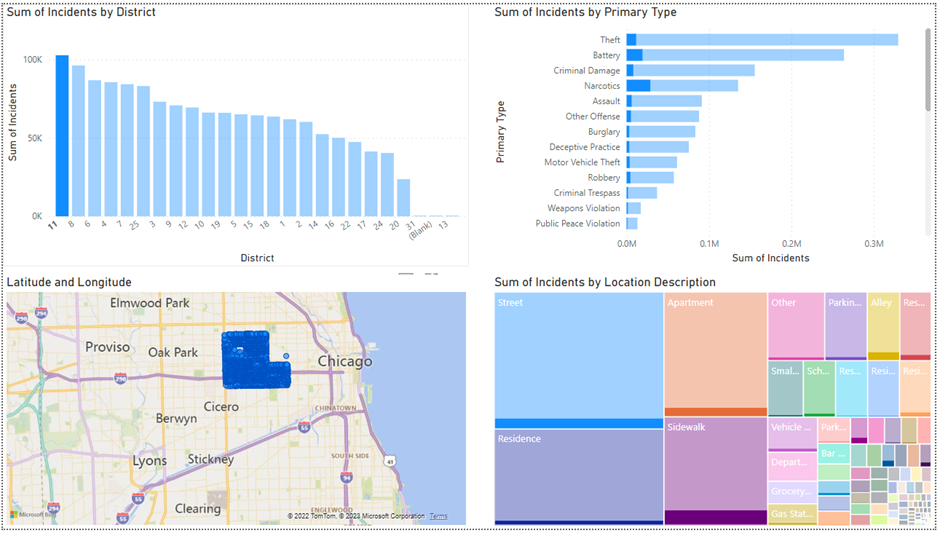 Sum of Incidents by District
Sum of Incidents
100K
50K
0K
11 8 6 4 7 25 3 9 12 10 19 5 15 18 1 2 14 16 22 17 24 20 31 (Blank) 13
District
Sum of Incidents by Primary Type
Primary Type
Theft
Battery
Criminal Damage
Narcotics
Assault
Other Offense
Burglary
Deceptive Practice
Motor Vehicle Theft
Robbery
Criminal Trespass
Weapons Violation
Public Peace Violation
0.0M 0.1M 0.2M 0.3M
Sum of Incidents
Latitude and Longitude
Elmwood Park
294
290
Proviso
Oak Park
Chicago
290
Cicero
CHINATOWN
Berwyn
55
Lyons
Stickney
SOUTH SIDE
41
94
55
Clearing
ENGLEWOOD
294
55
Microsoft Bing
© 2022 TomTom, © 2023 Microsoft Corporation Terms
Sum of Incidents by Location Description
Street
Apartment
Other
Parkin...
Alley
Res...
Smal...
Sch...
Res...
Resi...
Resi...
Residence
Sidewalk
Vehicle ...
Park...
Depart...
Bar ...
Grocery...
Gas Stat...